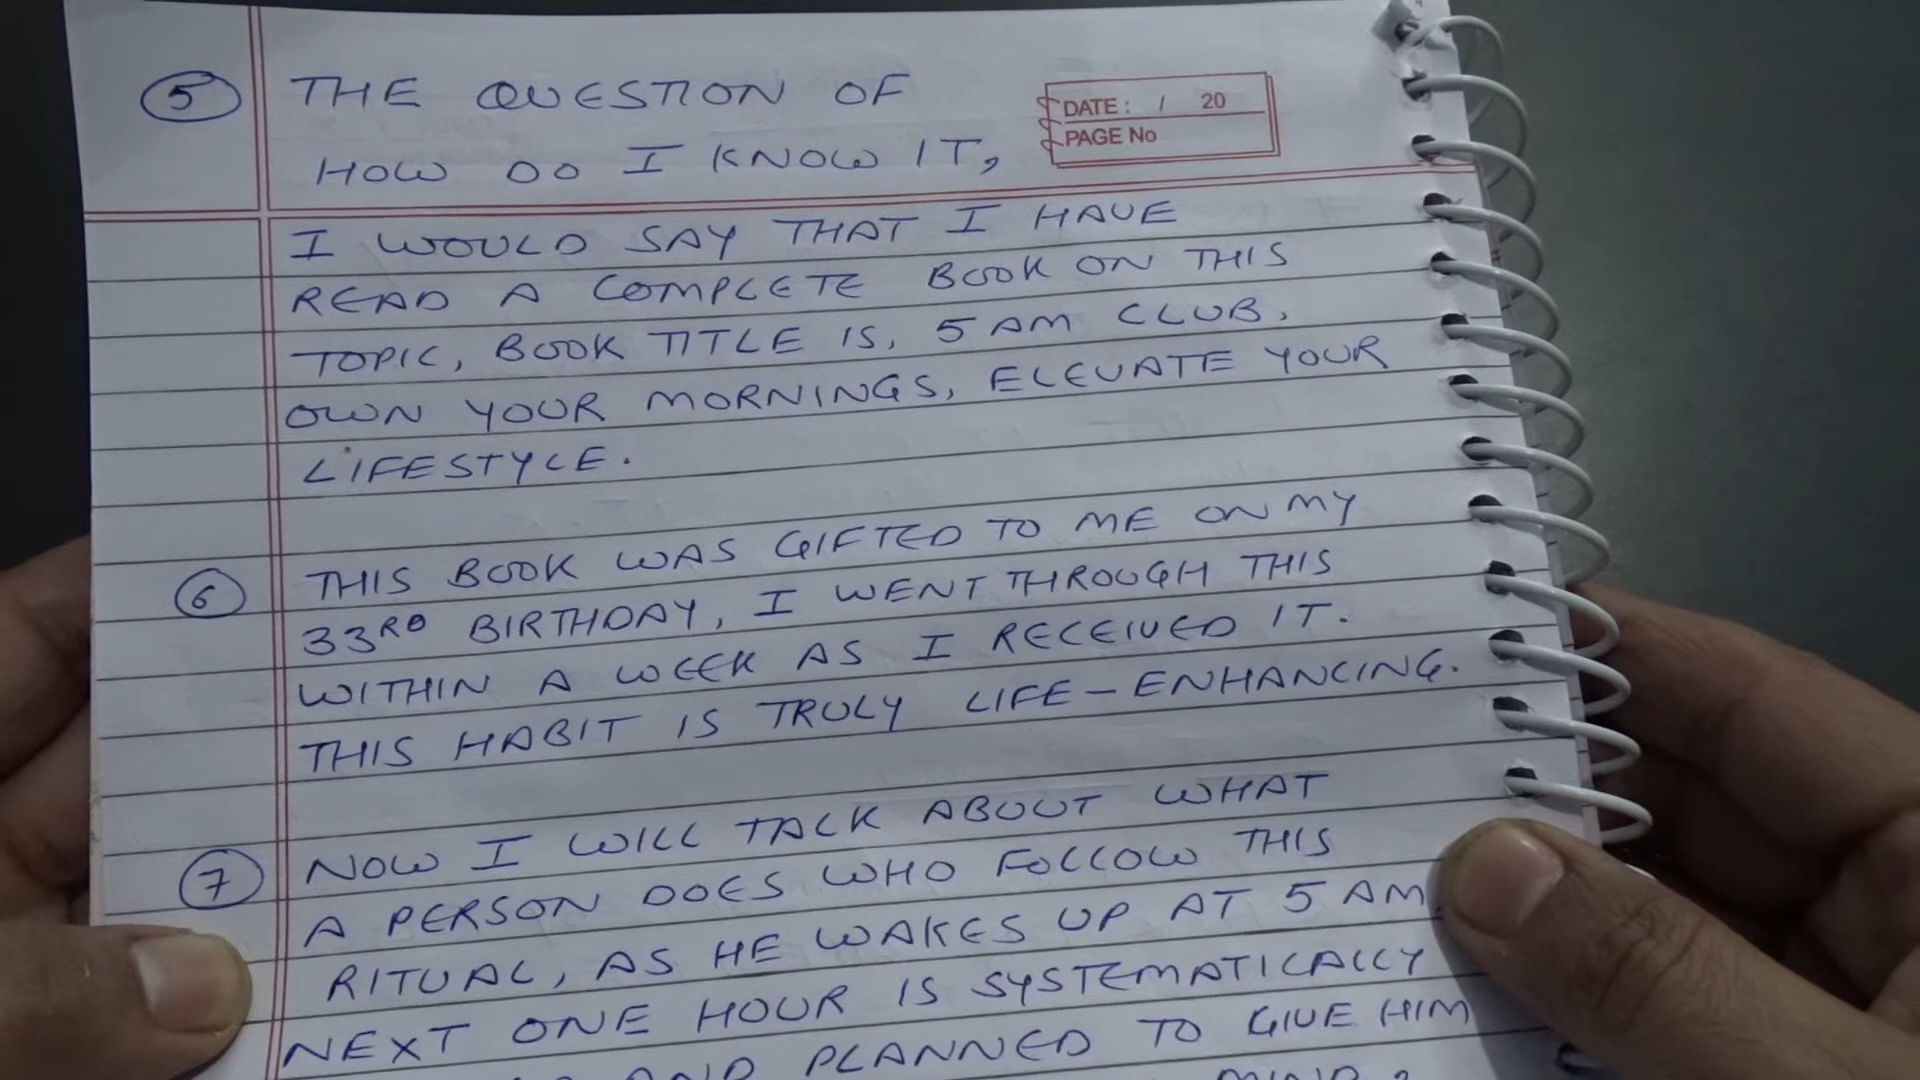 5 THE QUESTION OF
HOW DO I KNOW IT,
DATE : / 20
PAGE No
I WOULD SAY THAT I HAVE
READ A COMPLETE BOOK ON THIS
TOPIC, BOOK TITLE IS, 5 AM CLUB.
OWN YOUR MORNINGS, ELEVATE YOUR
LIFESTYLE.
6 THIS BOOK WAS GIFTED TO ME ON MY
33RD BIRTHDAY, I WENT THROUGH THIS
WITHIN A WEEK AS I RECEIVED IT.
THIS HABIT IS TRULY LIFE-ENHANCING.
7 NOW I WILL TALK ABOUT WHAT
A PERSON DOES WHO FOLLOW THIS
RITUAL, AS HE WAKES UP AT 5 AM
NEXT ONE HOUR IS SYSTEMATICALLY
AND PLANNED TO GIVE HIM
MIND